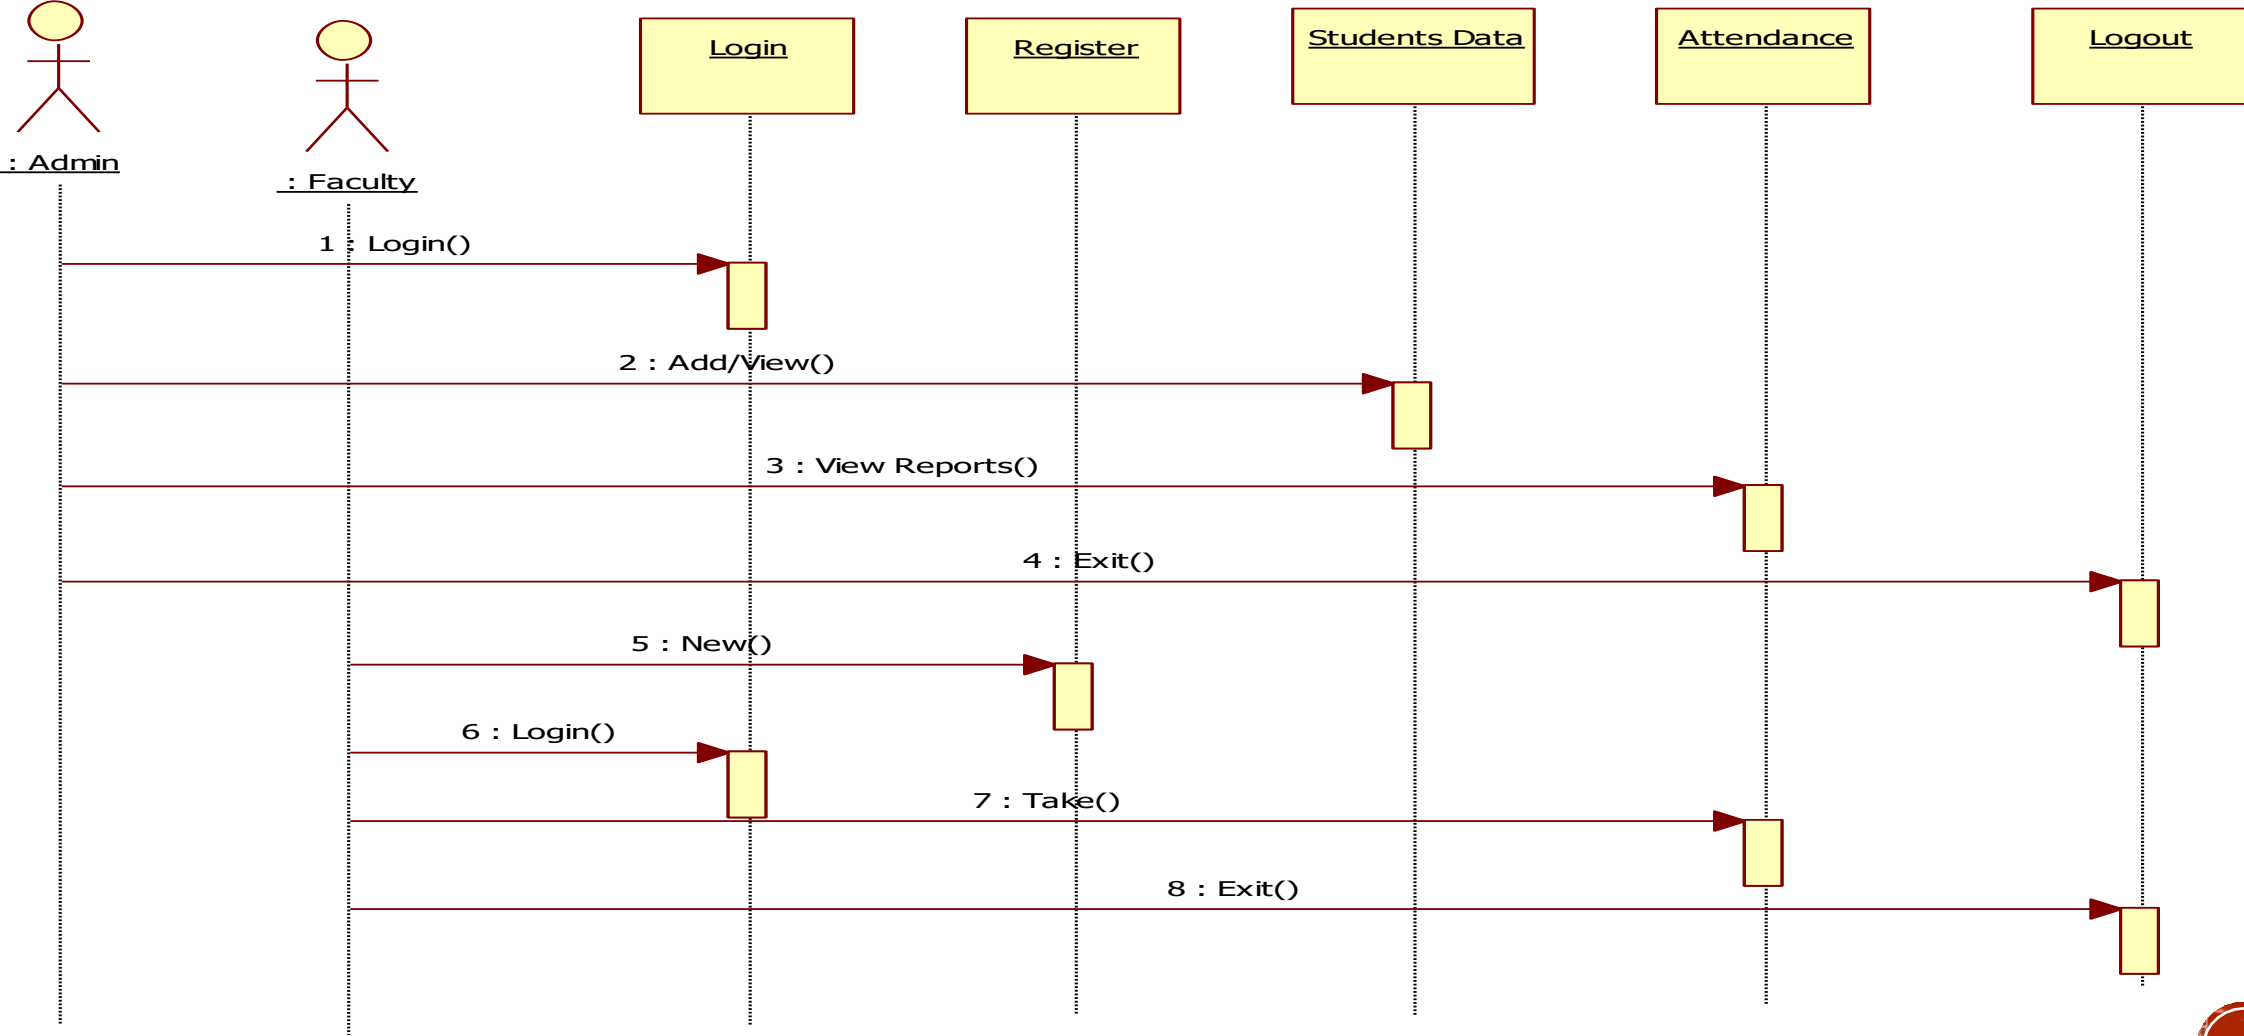 Login
Register
Students Data
Attendance
Logout
: Admin
: Faculty
1 : Login()
2 : Add/View()
3 : View Reports()
4 : Exit()
5 : New()
6 : Login()
7 : Take()
8 : Exit()